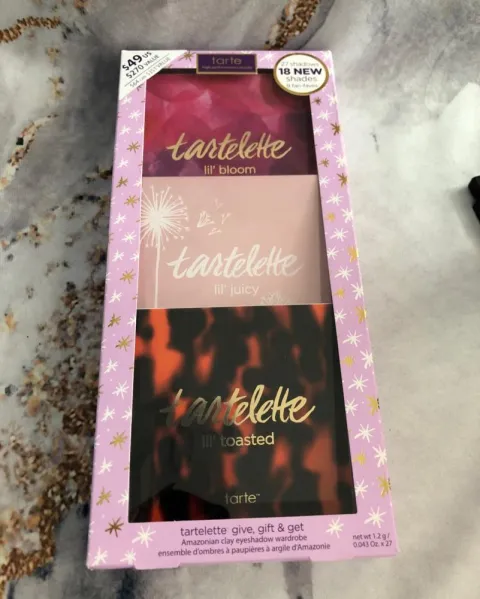 $49 US
$270 VALUE
tarte
27 shadows
18 NEW
shades
tartelette
lil' bloom
tartelette
lil' juicy
tartelette
lil' toasted
tarte™
tartelette give, gift & get
Amazonian clay eyeshadow wardrobe
ensemble d'ombres à paupières à argile d'Amazonie
net wt 1.2 g /
0.043 Oz. x 27